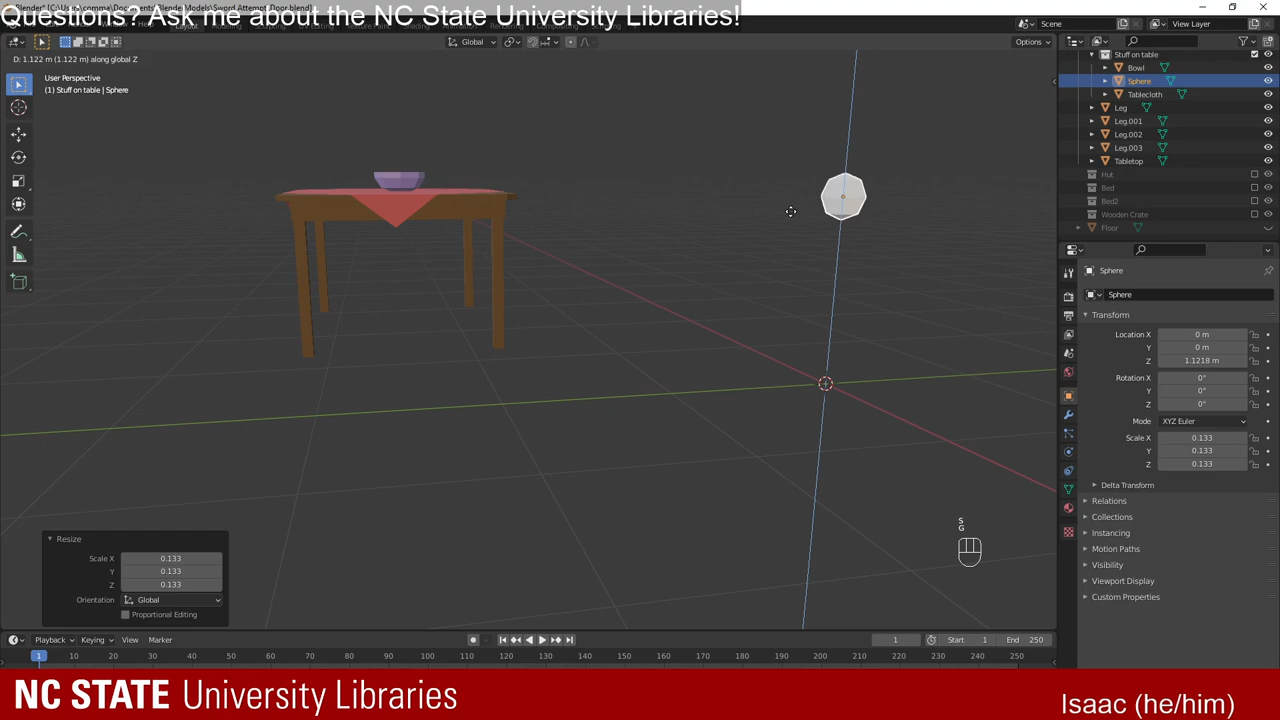 Questions? Ask me about the NC State University Libraries!
Global
Options
Scene
View Layer
D: 1.122 m (1.122 m) along global Z
User Perspective
(1) Stuff on table | Sphere
Stuff on table
Bowl
Sphere
Tablecloth
Leg
Leg.001
Leg.002
Leg.003
Tabletop
Hut
Bed
Bed2
Wooden Crate
Floor
Sphere
Sphere
Transform
Location X 0 m
Y 0 m
Z 1.1218 m
Rotation X 0°
Y 0°
Z 0°
Mode XYZ Euler
Scale X 0.133
Y 0.133
Z 0.133
Delta Transform
Relations
Collections
Instancing
Motion Paths
Visibility
Viewport Display
Custom Properties
S
G
Resize
Scale X 0.133
Y 0.133
Z 0.133
Orientation Global
Proportional Editing
Playback Keying View Marker
1 Start 1 End 250
1 10 20 30 40 50 60 70 80 90 100 110 120 130 140 150 160 170 180 190 200 210 220 230 240 250
NC STATE University Libraries
Isaac (he/him)